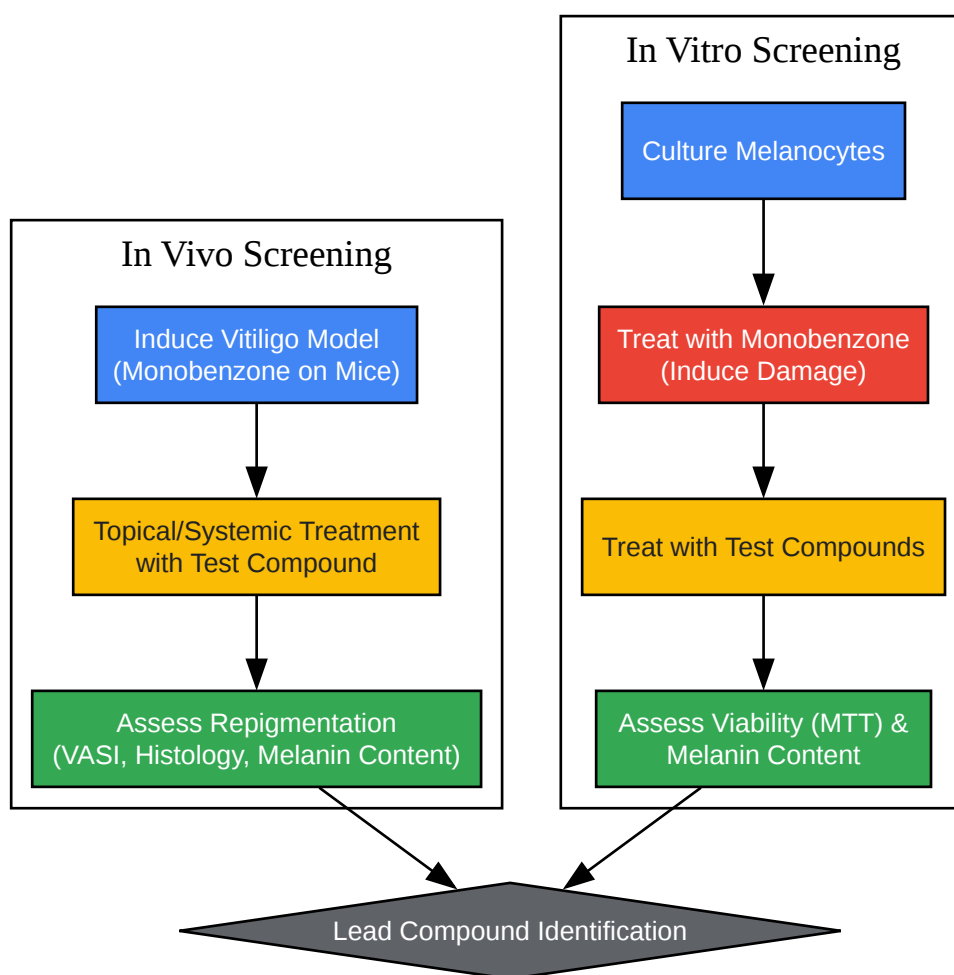 In Vivo Screening
Induce Vitiligo Model
(Monobenzone on Mice)
Topical/Systemic Treatment
with Test Compound
Assess Repigmentation
(VASI, Histology, Melanin Content)
In Vitro Screening
Culture Melanocytes
Treat with Monobenzone
(Induce Damage)
Treat with Test Compounds
Assess Viability (MTT) &
Melanin Content
Lead Compound Identification